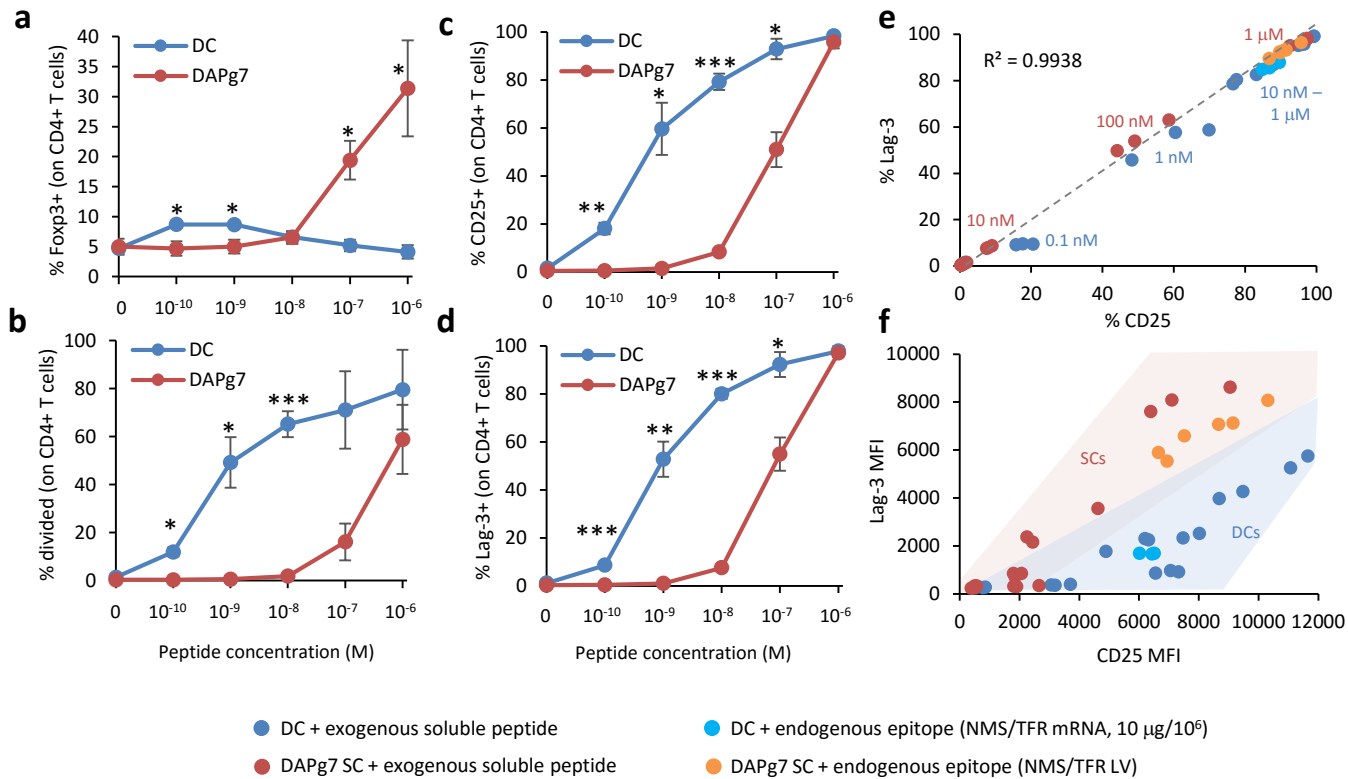 a
40
35
30
25
20
15
10
5
0
% Foxp3+ (on CD4+ T cells)
DC
DAPg7
*
*
*
*
0
10⁻¹⁰
10⁻⁹
10⁻⁸
10⁻⁷
10⁻⁶
b
100
80
60
40
20
0
% divided (on CD4+ T cells)
DC
DAPg7
*
*
***
0
10⁻¹⁰
10⁻⁹
10⁻⁸
10⁻⁷
10⁻⁶
Peptide concentration (M)
c
100
80
60
40
20
0
% CD25+ (on CD4+ T cells)
DC
DAPg7
**
*
***
*
0
10⁻¹⁰
10⁻⁹
10⁻⁸
10⁻⁷
10⁻⁶
d
100
80
60
40
20
0
% Lag-3+ (on CD4+ T cells)
DC
DAPg7
***
**
***
*
0
10⁻¹⁰
10⁻⁹
10⁻⁸
10⁻⁷
10⁻⁶
Peptide concentration (M)
e
100
80
60
40
20
0
% Lag-3
R² = 0.9938
1 µM
10 nM –
1 µM
100 nM
1 nM
10 nM
0.1 nM
0
20
40
60
80
100
% CD25
f
10000
8000
6000
4000
2000
0
Lag-3 MFI
SCs
DCs
0
2000
4000
6000
8000
10000
12000
CD25 MFI
DC + exogenous soluble peptide
DC + endogenous epitope (NMS/TFR mRNA, 10 µg/10⁶)
DAPg7 SC + exogenous soluble peptide
DAPg7 SC + endogenous epitope (NMS/TFR LV)